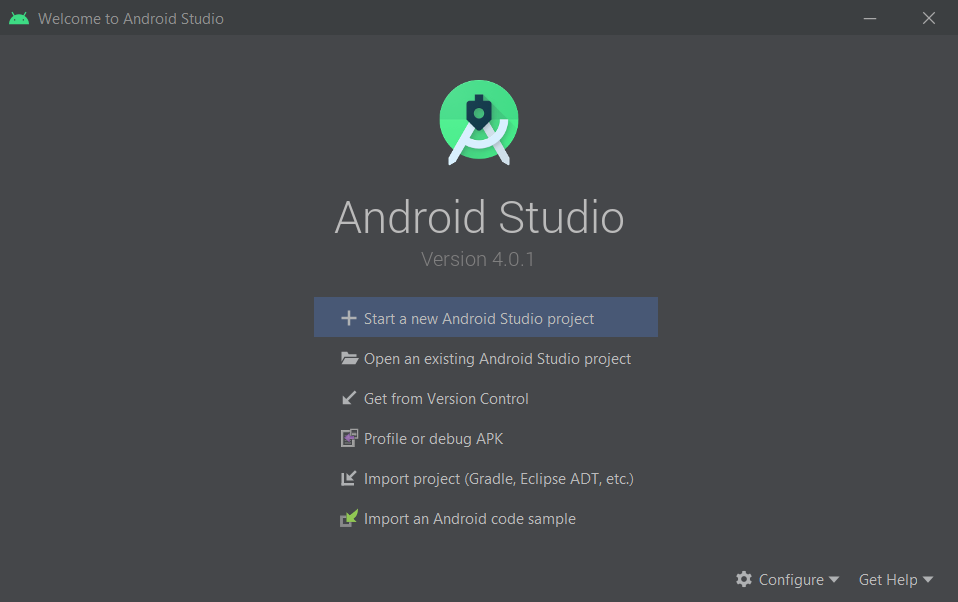 Welcome to Android Studio
Android Studio
Version 4.0.1
Start a new Android Studio project
Open an existing Android Studio project
Get from Version Control
Profile or debug APK
Import project (Gradle, Eclipse ADT, etc.)
Import an Android code sample
Configure Get Help